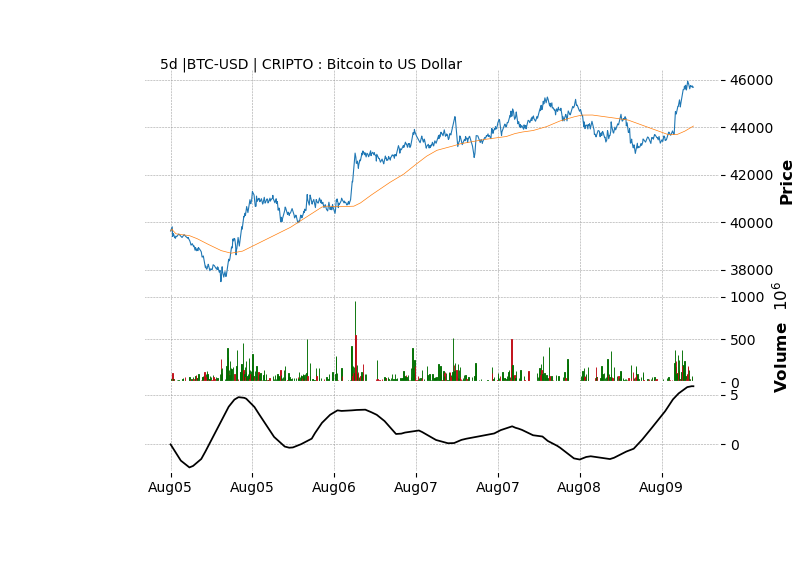 5d |BTC-USD | CRIPTO : Bitcoin to US Dollar
46000
44000
42000
40000
38000
Price
1000
500
0
Volume 10^6
5
0
Aug05 Aug05 Aug06 Aug07 Aug07 Aug08 Aug09